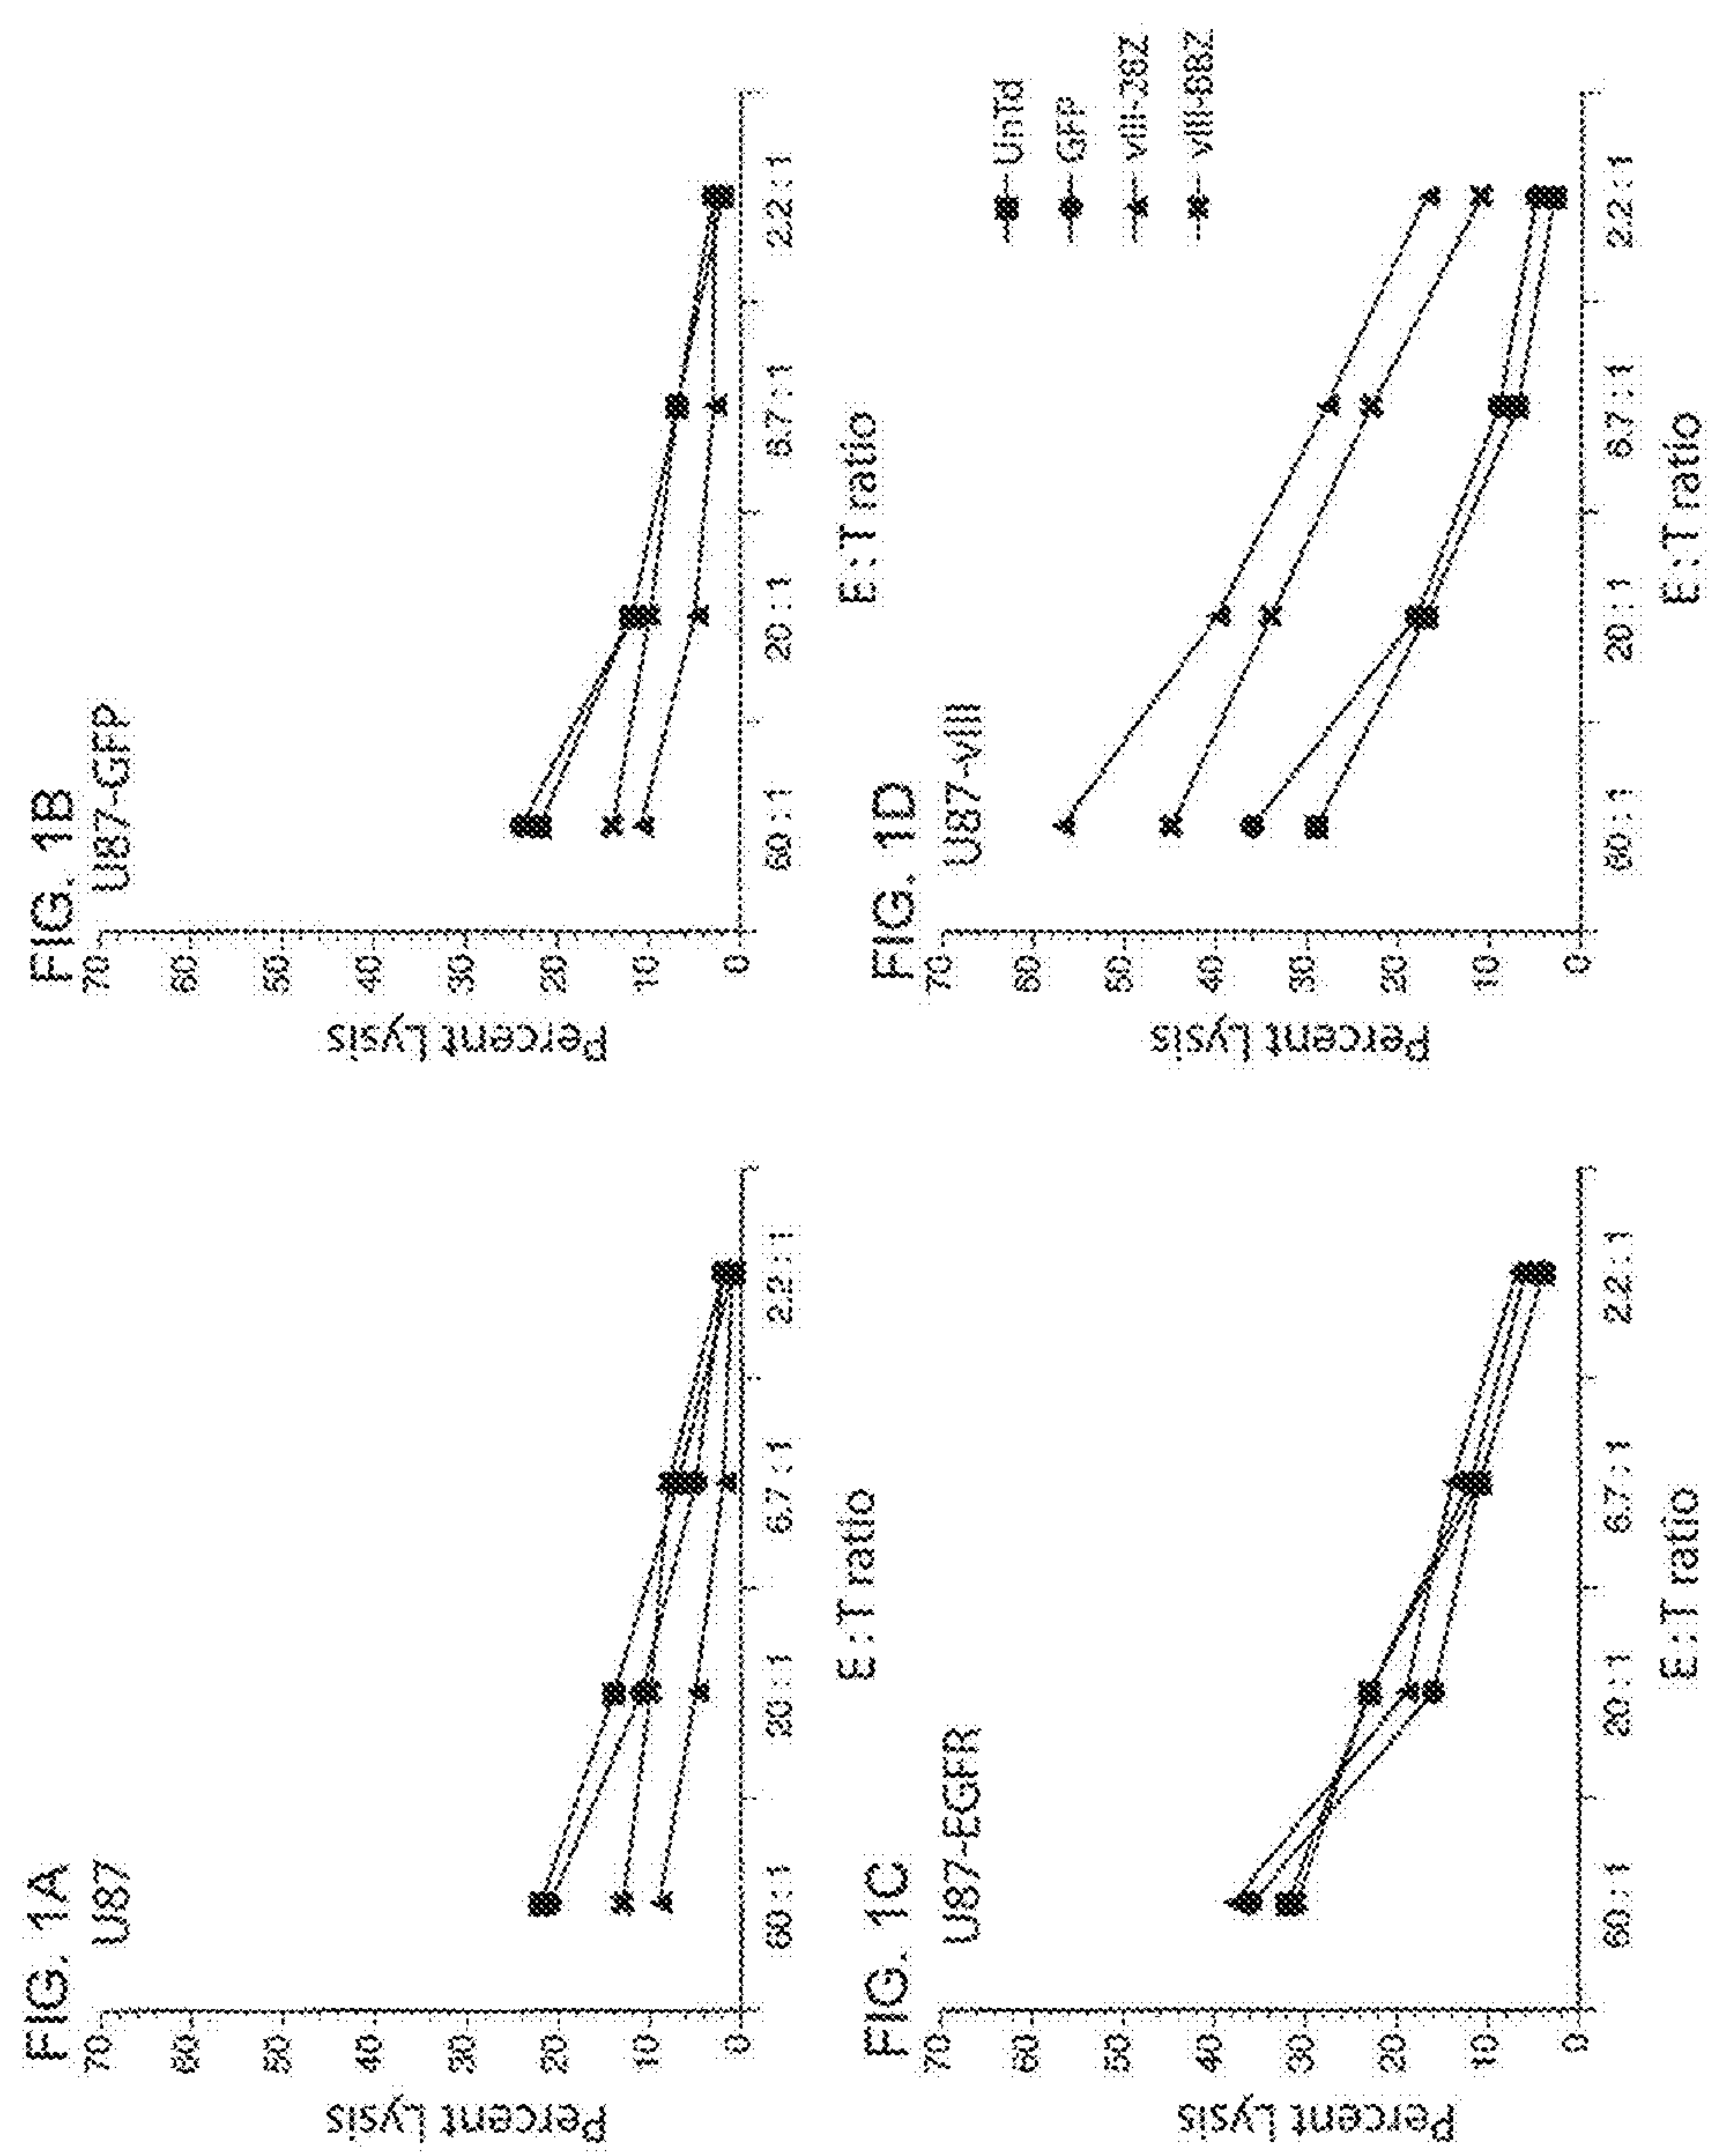 FIG. 1A
U87
Percent Lysis
70
60
50
40
30
20
10
0
60:1
20:1
6.7:1
2.2:1
E:T ratio
FIG. 1B
U87-GFP
Percent Lysis
70
60
50
40
30
20
10
0
60:1
20:1
6.7:1
2.2:1
E:T ratio
FIG. 1C
U87-EGFR
Percent Lysis
70
60
50
40
30
20
10
0
60:1
20:1
6.7:1
2.2:1
E:T ratio
FIG. 1D
U87-vIII
Percent Lysis
70
60
50
40
30
20
10
0
60:1
20:1
6.7:1
2.2:1
E:T ratio
UnTd
GFP
vIII-28Z